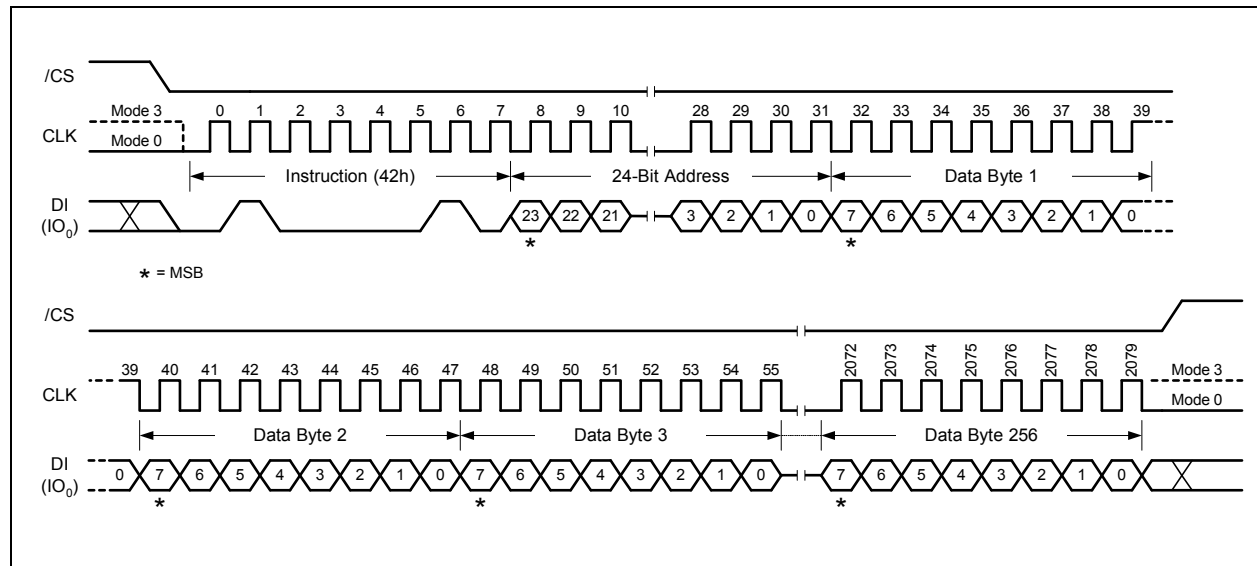 /CS
Mode 3 0 1 2 3 4 5 6 7 8 9 10 28 29 30 31 32 33 34 35 36 37 38 39
CLK Mode 0
Instruction (42h) 24-Bit Address Data Byte 1
DI
(IO0) 23 22 21 3 2 1 0 7 6 5 4 3 2 1 0
* *
* = MSB
/CS
39 40 41 42 43 44 45 46 47 48 49 50 51 52 53 54 55 2072 2073 2074 2075 2076 2077 2078 2079 Mode 3
CLK Mode 0
Data Byte 2 Data Byte 3 Data Byte 256
DI
(IO0) 0 7 6 5 4 3 2 1 0 7 6 5 4 3 2 1 0 7 6 5 4 3 2 1 0
* * *